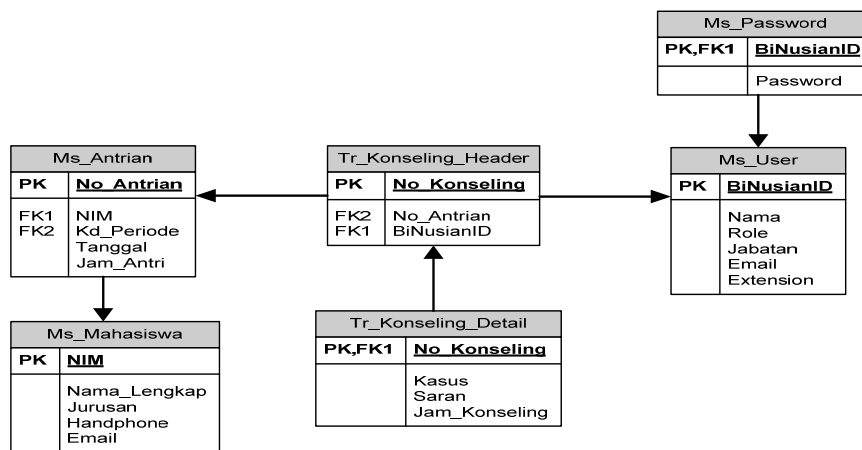 Ms_Password
PK,FK1 BiNusianID
Password
Ms_Antrian
PK No_Antrian
FK1 NIM
FK2 Kd_Periode
Tanggal
Jam_Antri
Tr_Konseling_Header
PK No_Konseling
FK2 No_Antrian
FK1 BiNusianID
Ms_User
PK BiNusianID
Nama
Role
Jabatan
Email
Extension
Ms_Mahasiswa
PK NIM
Nama_Lengkap
Jurusan
Handphone
Email
Tr_Konseling_Detail
PK,FK1 No_Konseling
Kasus
Saran
Jam_Konseling